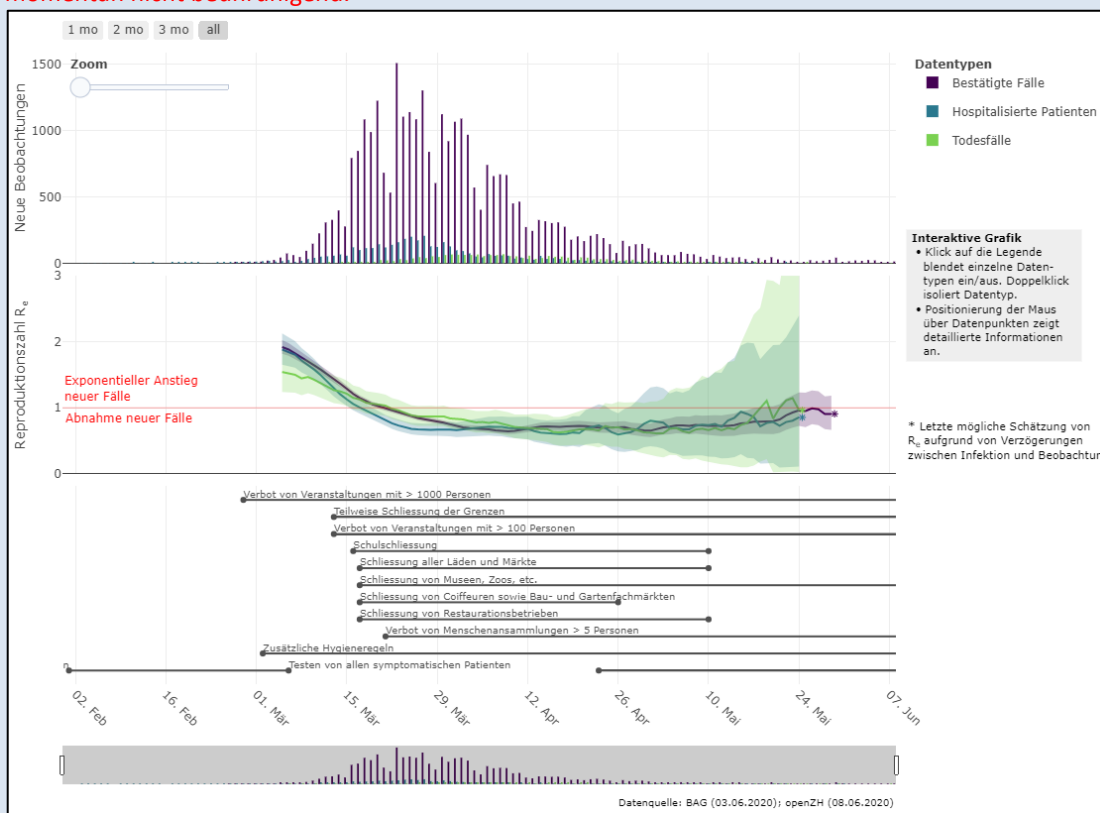 momentan nicht beunruhigend.
1 mo 2 mo 3 mo all
Zoom
Neue Beobachtungen
1500
1000
500
0
Datentypen
Bestätigte Fälle
Hospitalisierte Patienten
Todesfälle
Interaktive Grafik
• Klick auf die Legende
blendet einzelne Daten-
typen ein/aus. Doppelklick
isoliert Datentyp.
• Positionierung der Maus
über Datenpunkten zeigt
detaillierte Informationen
an.
Reproduktionszahl Re
3
2
1
0
Exponentieller Anstieg
neuer Fälle
Abnahme neuer Fälle
* Letzte mögliche Schätzung von
Re aufgrund von Verzögerungen
zwischen Infektion und Beobachtun
Verbot von Veranstaltungen mit > 1000 Personen
Teilweise Schliessung der Grenzen
Verbot von Veranstaltungen mit > 100 Personen
Schulschliessung
Schliessung aller Läden und Märkte
Schliessung von Museen, Zoos, etc.
Schliessung von Coiffeuren sowie Bau- und Gartenfachmärkten
Schliessung von Restaurationsbetrieben
Verbot von Menschenansammlungen > 5 Personen
Zusätzliche Hygieneregeln
n Testen von allen symptomatischen Patienten
02. Feb 16. Feb 01. Mär 15. Mär 29. Mär 12. Apr 26. Apr 10. Mai 24. Mai 07. Jun
Datenquelle: BAG (03.06.2020); openZH (08.06.2020)